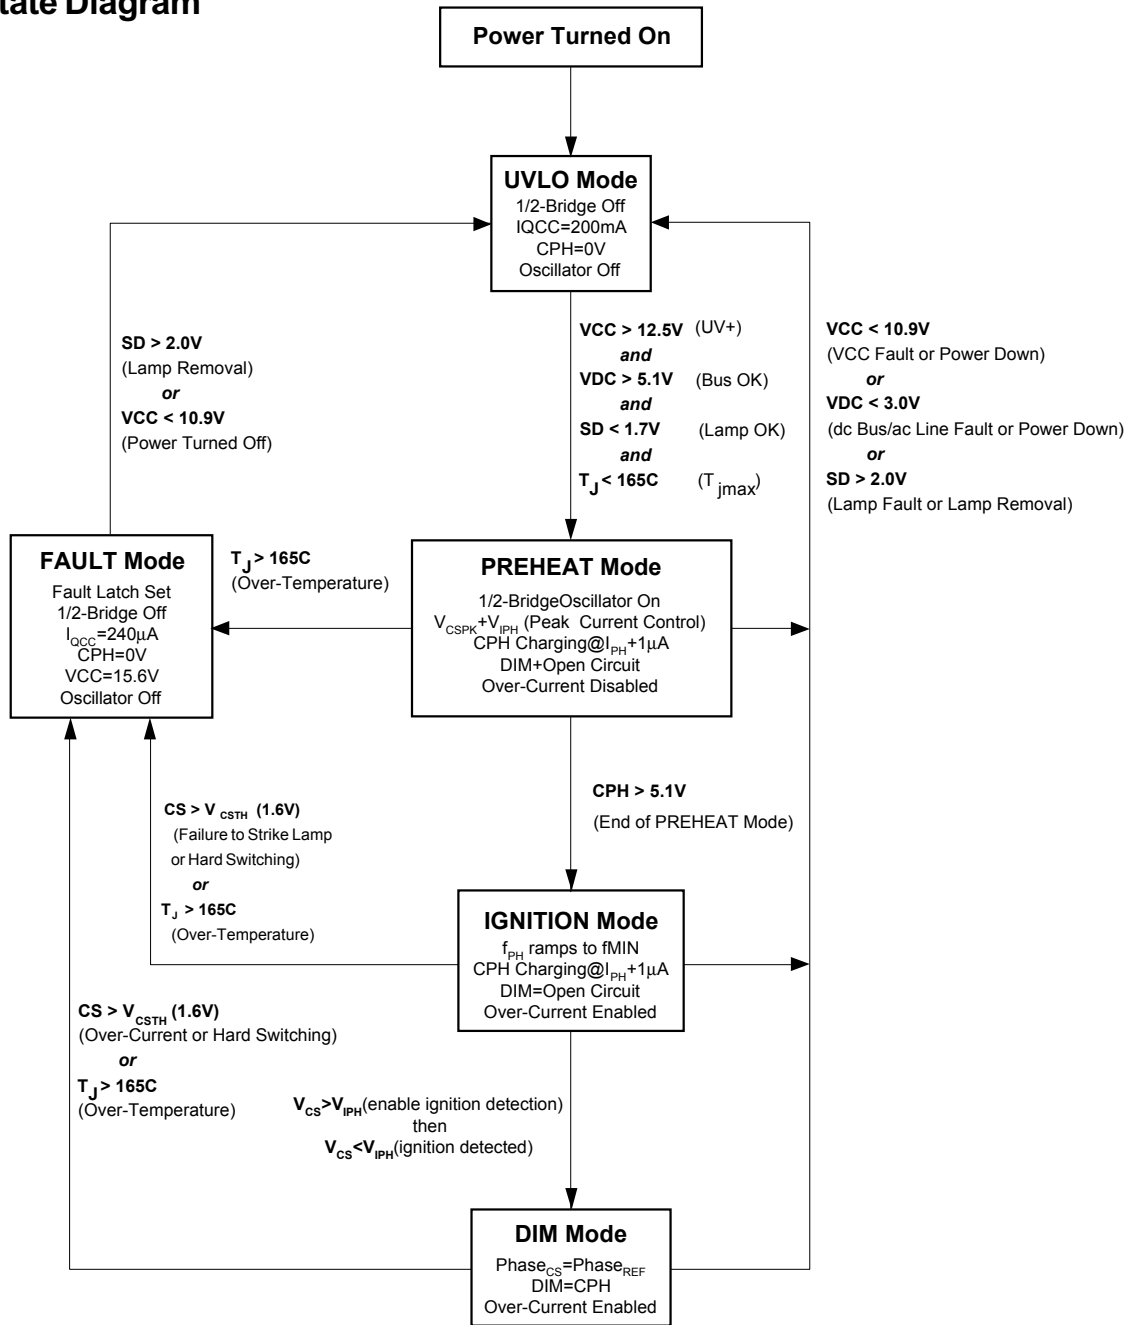 tate Diagram
Power Turned On
UVLO Mode
1/2-Bridge Off
IQCC=200mA
CPH=0V
Oscillator Off
SD > 2.0V
(Lamp Removal)
or
VCC < 10.9V
(Power Turned Off)
VCC > 12.5V (UV+)
and
VDC > 5.1V (Bus OK)
and
SD < 1.7V (Lamp OK)
and
TJ < 165C (T jmax)
VCC < 10.9V
(VCC Fault or Power Down)
or
VDC < 3.0V
(dc Bus/ac Line Fault or Power Down)
or
SD > 2.0V
(Lamp Fault or Lamp Removal)
FAULT Mode
Fault Latch Set
1/2-Bridge Off
IQCC=240μA
CPH=0V
VCC=15.6V
Oscillator Off
TJ > 165C
(Over-Temperature)
PREHEAT Mode
1/2-BridgeOscillator On
VCSPK+VIPH (Peak Current Control)
CPH Charging@IPH+1μA
DIM+Open Circuit
Over-Current Disabled
CPH > 5.1V
(End of PREHEAT Mode)
CS > V CSTH (1.6V)
(Failure to Strike Lamp
or Hard Switching)
or
TJ > 165C
(Over-Temperature)
IGNITION Mode
fPH ramps to fMIN
CPH Charging@IPH+1μA
DIM=Open Circuit
Over-Current Enabled
CS > VCSTH (1.6V)
(Over-Current or Hard Switching)
or
TJ > 165C
(Over-Temperature)
VCS>VIPH(enable ignition detection)
then
VCS<VIPH(ignition detected)
DIM Mode
PhaseCS=PhaseREF
DIM=CPH
Over-Current Enabled